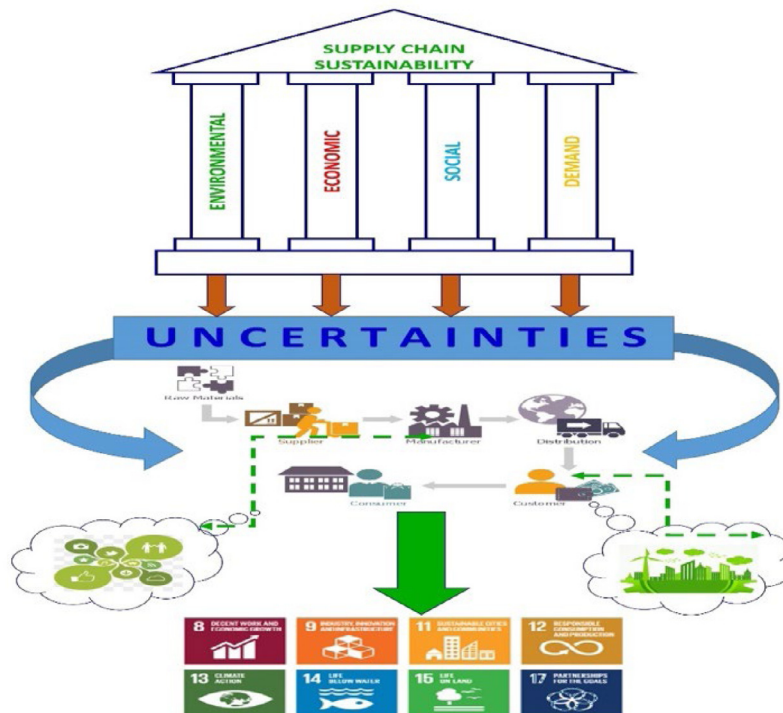 SUPPLY CHAIN
SUSTAINABILITY
ENVIRONMENTAL
ECONOMIC
SOCIAL
DEMAND
UNCERTAINTIES
Raw Materials
Supplier
Manufacturer
Distribution
Consumer
Customer
8 DECENT WORK AND
ECONOMIC GROWTH
9 INDUSTRY, INNOVATION
AND INFRASTRUCTURE
11 SUSTAINABLE CITIES
AND COMMUNITIES
12 RESPONSIBLE
CONSUMPTION
AND PRODUCTION
13 CLIMATE
ACTION
14 LIFE
BELOW WATER
15 LIFE
ON LAND
17 PARTNERSHIPS
FOR THE GOALS